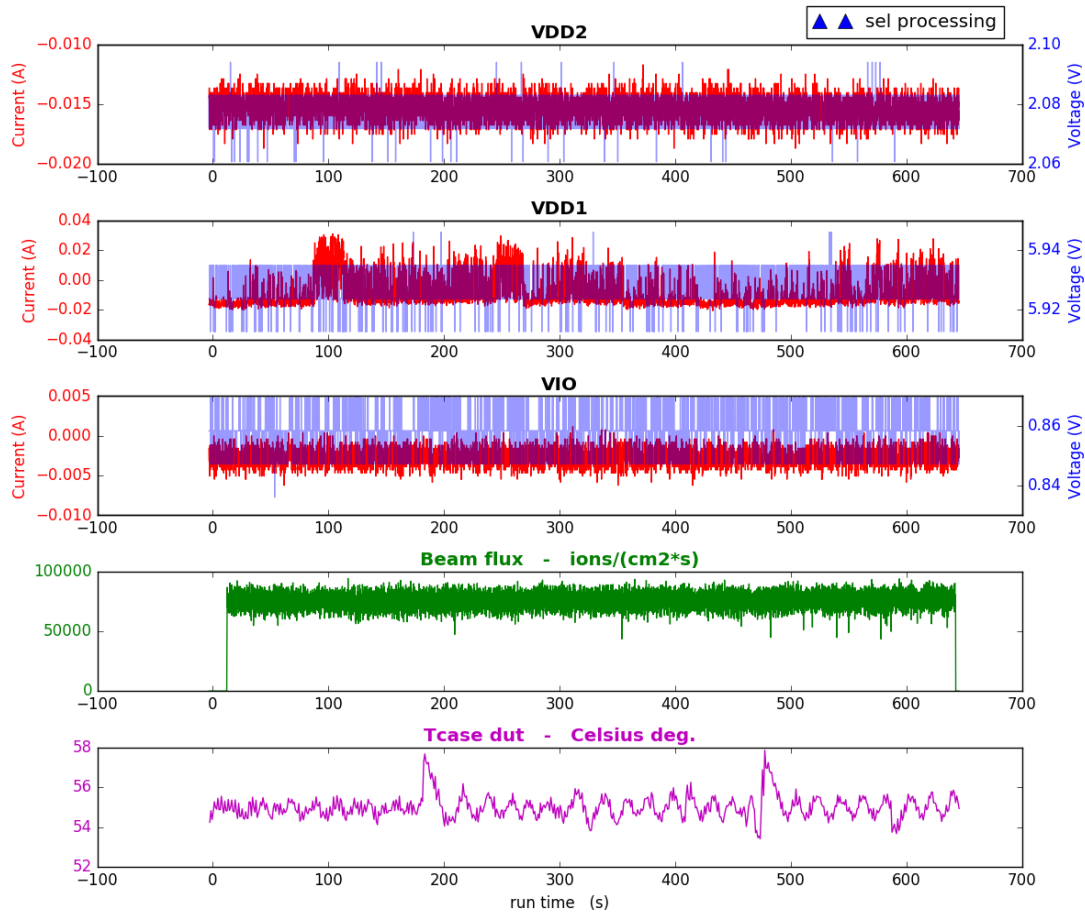 ▲ ▲ sel processing
VDD2
Current (A)
−0.010
−0.015
−0.020
2.10
2.08
2.06
Voltage (V)
−100 0 100 200 300 400 500 600 700
VDD1
Current (A)
0.04
0.02
0.00
−0.02
−0.04
5.94
5.92
Voltage (V)
−100 0 100 200 300 400 500 600 700
VIO
Current (A)
0.005
0.000
−0.005
−0.010
0.86
0.84
Voltage (V)
−100 0 100 200 300 400 500 600 700
Beam flux - ions/(cm2*s)
100000
50000
0
−100 0 100 200 300 400 500 600 700
Tcase dut - Celsius deg.
58
56
54
52
−100 0 100 200 300 400 500 600 700
run time (s)